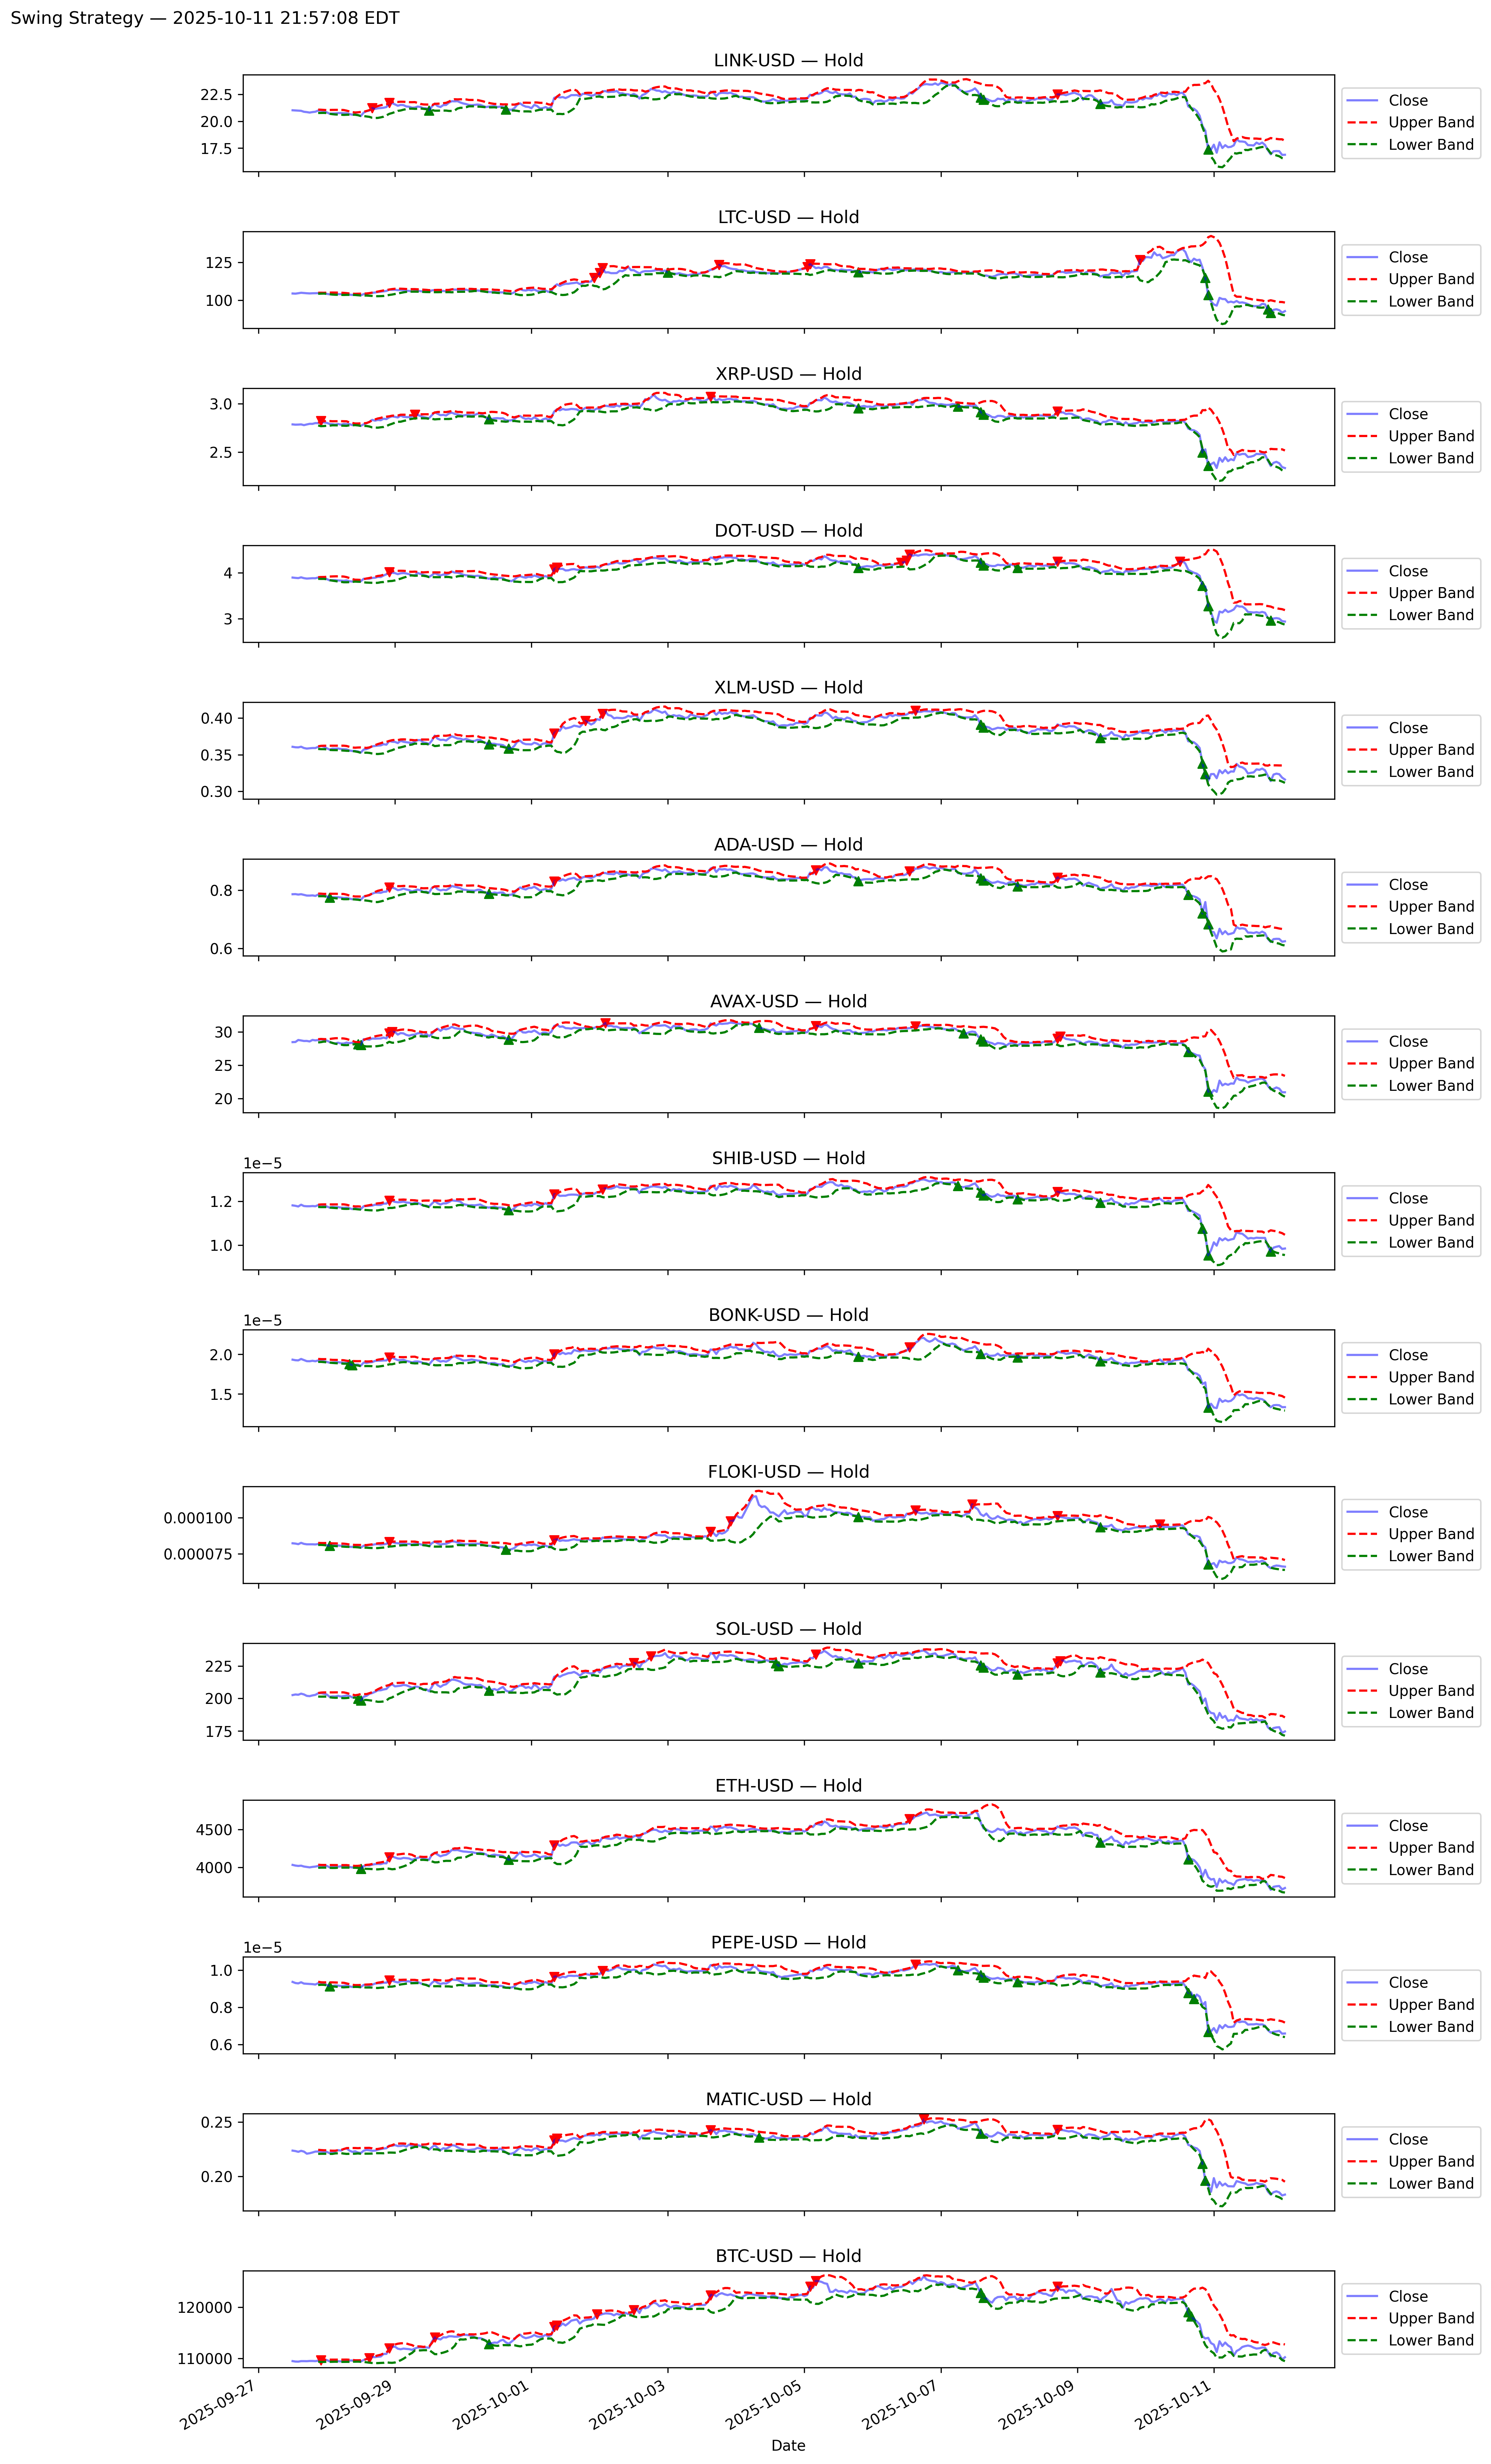 Swing Strategy — 2025-10-11 21:57:08 EDT
LINK-USD — Hold
22.5
20.0
17.5
Close
Upper Band
Lower Band
LTC-USD — Hold
125
100
Close
Upper Band
Lower Band
XRP-USD — Hold
3.0
2.5
Close
Upper Band
Lower Band
DOT-USD — Hold
4
3
Close
Upper Band
Lower Band
XLM-USD — Hold
0.40
0.35
0.30
Close
Upper Band
Lower Band
ADA-USD — Hold
0.8
0.6
Close
Upper Band
Lower Band
AVAX-USD — Hold
30
25
20
Close
Upper Band
Lower Band
SHIB-USD — Hold
1e−5
1.2
1.0
Close
Upper Band
Lower Band
BONK-USD — Hold
1e−5
2.0
1.5
Close
Upper Band
Lower Band
FLOKI-USD — Hold
0.000100
0.000075
Close
Upper Band
Lower Band
SOL-USD — Hold
225
200
175
Close
Upper Band
Lower Band
ETH-USD — Hold
4500
4000
Close
Upper Band
Lower Band
PEPE-USD — Hold
1e−5
1.0
0.8
0.6
Close
Upper Band
Lower Band
MATIC-USD — Hold
0.25
0.20
Close
Upper Band
Lower Band
BTC-USD — Hold
120000
110000
Close
Upper Band
Lower Band
2025-09-27
2025-09-29
2025-10-01
2025-10-03
2025-10-05
2025-10-07
2025-10-09
2025-10-11
Date